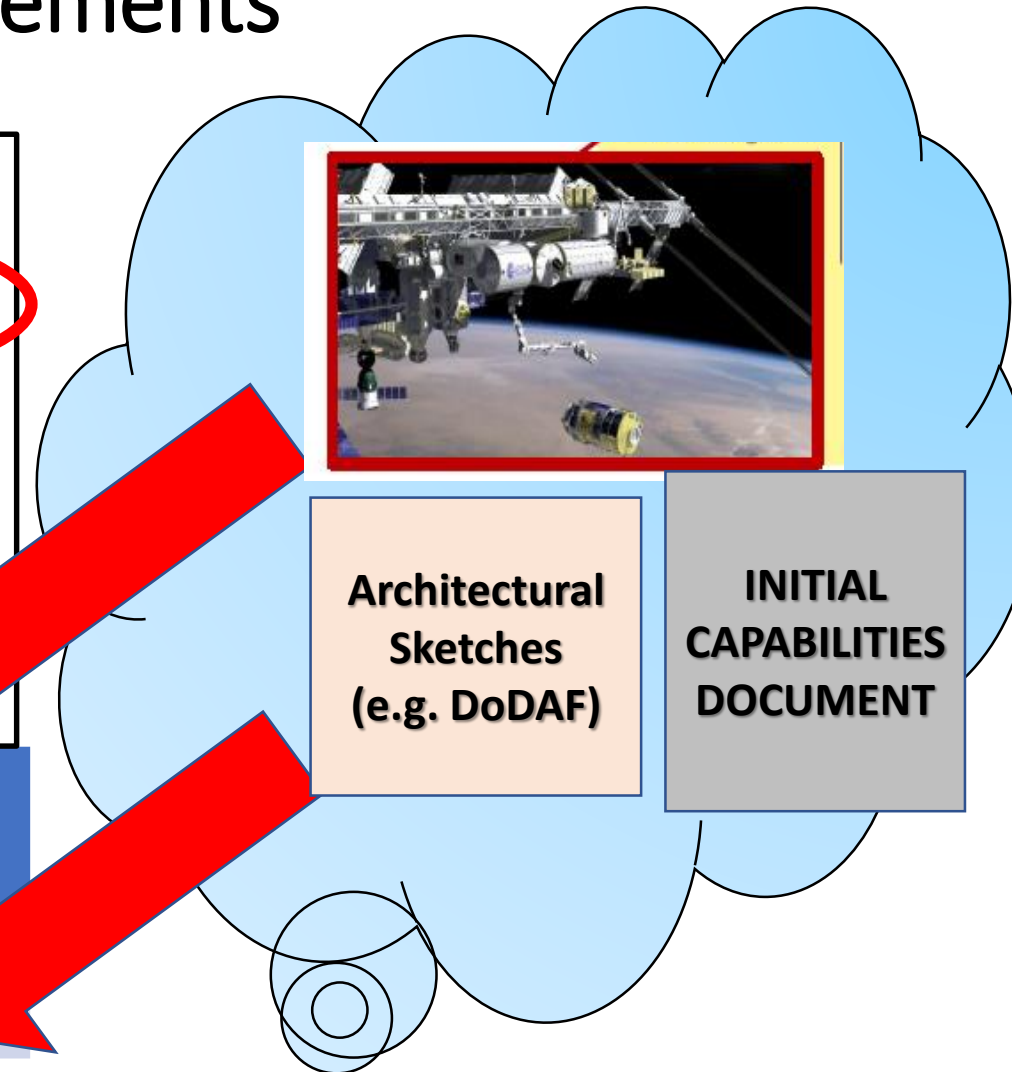 ements
Architectural
Sketches
(e.g. DoDAF)
INITIAL
CAPABILITIES
DOCUMENT